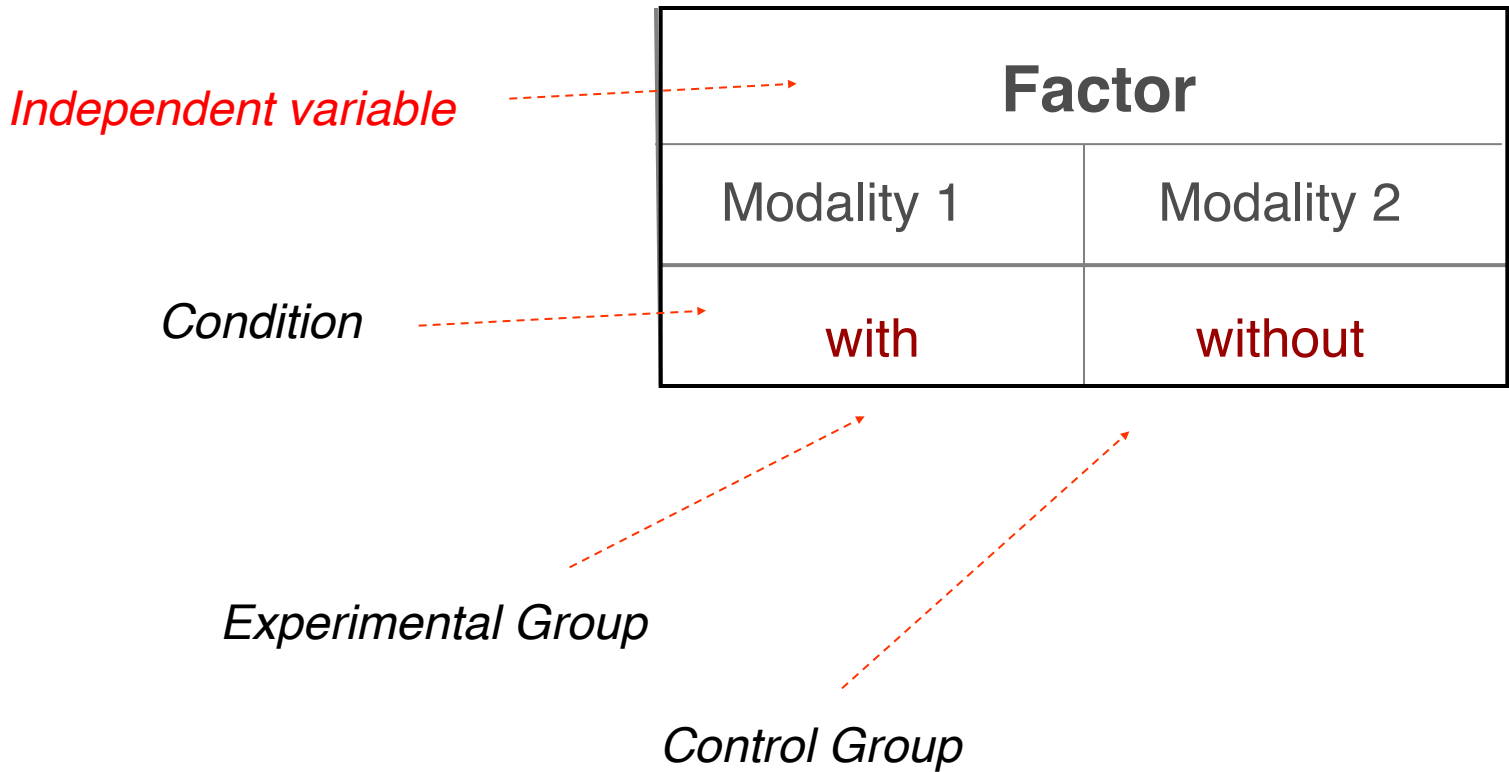 Independent variable
Factor
Modality 1
Modality 2
Condition
with
without
Experimental Group
Control Group